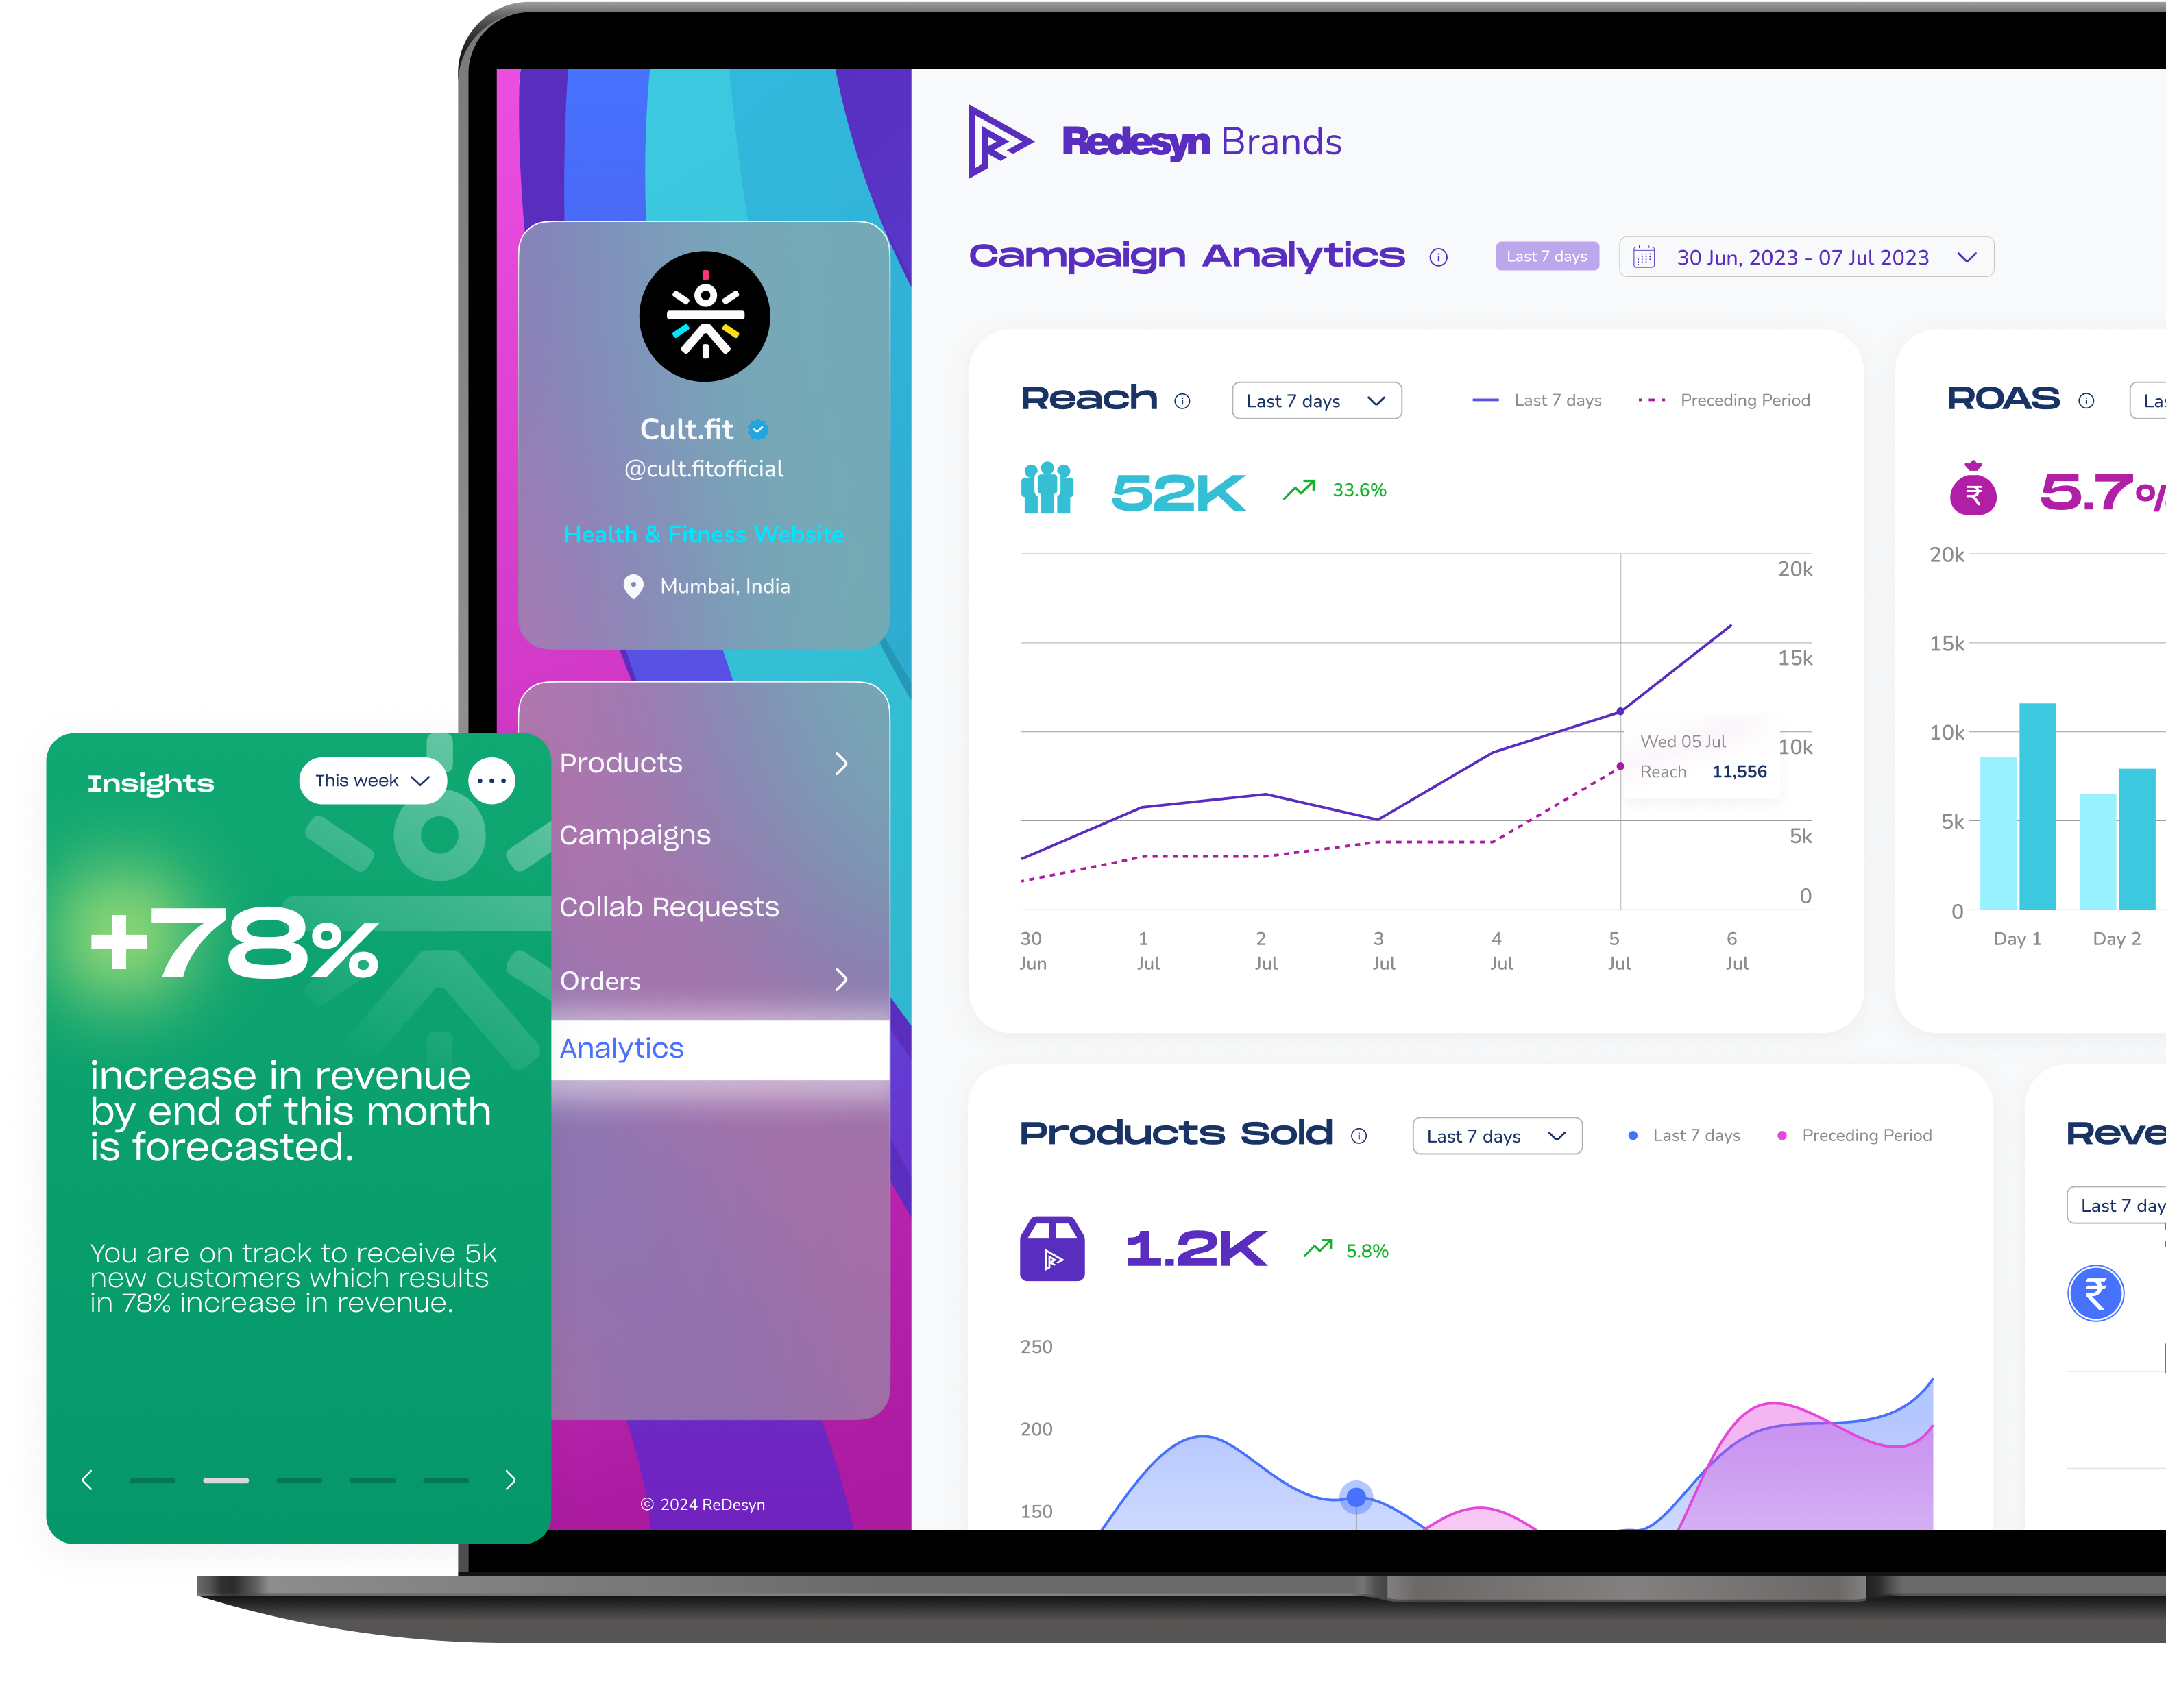 Redesyn Brands
Campaign Analytics
Last 7 days
30 Jun, 2023 - 07 Jul 2023
Cult.fit
@cult.fitofficial
Health & Fitness Website
Mumbai, India
Products
Campaigns
Collab Requests
Orders
Analytics
© 2024 ReDesyn
Insights
This week
+78%
increase in revenue
by end of this month
is forecasted.
You are on track to receive 5k
new customers which results
in 78% increase in revenue.
Reach
Last 7 days
Last 7 days
Preceding Period
52K
33.6%
20k
15k
10k
5k
0
Wed 05 Jul
Reach 11,556
30 1 2 3 4 5 6
Jun Jul Jul Jul Jul Jul Jul
ROAS
₹
5.7%
20k
15k
10k
5k
0
Day 1 Day 2
Products Sold
Last 7 days
Last 7 days
Preceding Period
1.2K
5.8%
250
200
150
Last 7
₹